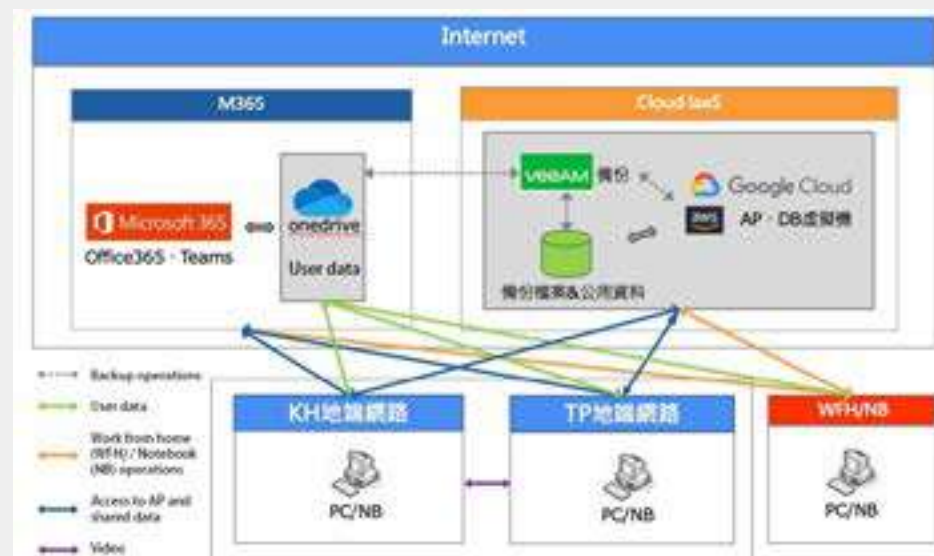 Internet
M365
Cloud IaaS
Microsoft 365
Office365、Teams
onedrive
User data
veeAM 備份
Google Cloud
aws
AP、DB虛擬機
備份檔案&公用資料
Backup operations
User data
Work from home
(WFH) / Notebook
(NB) operations
Access to AP and
shared data
Video
KH地端網路
PC/NB
TP地端網路
PC/NB
WFH/NB
PC/NB